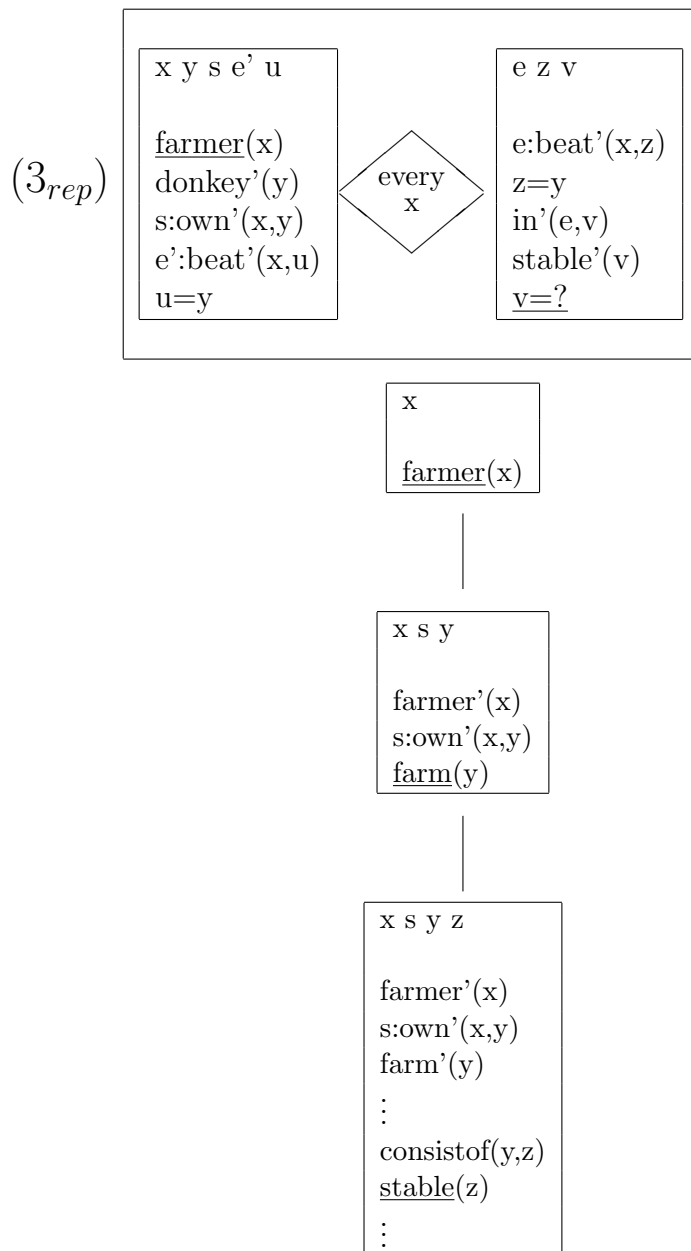 (3rep)
x y s e' u
farmer(x)
donkey'(y)
s:own'(x,y)
e':beat'(x,u)
u=y
every
x
e z v
e:beat'(x,z)
z=y
in'(e,v)
stable'(v)
v=?
x
farmer(x)
x s y
farmer'(x)
s:own'(x,y)
farm(y)
x s y z
farmer'(x)
s:own'(x,y)
farm'(y)
⋮
consistof(y,z)
stable(z)
⋮